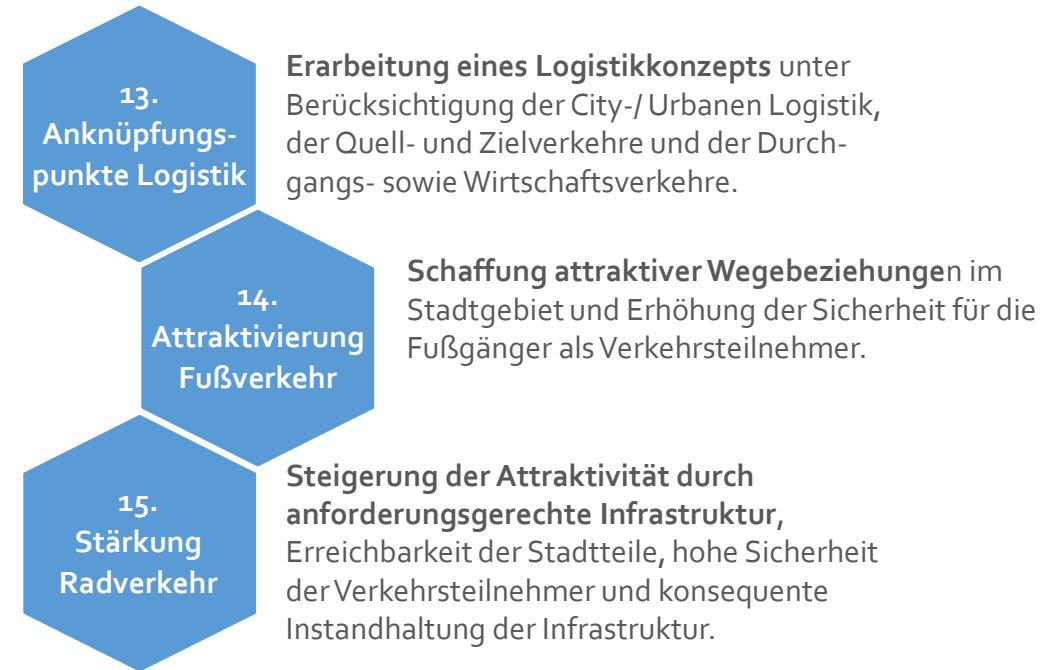 13.
Anknüpfungs-
punkte Logistik
Erarbeitung eines Logistikkonzepts unter
Berücksichtigung der City-/ Urbanen Logistik,
der Quell- und Zielverkehre und der Durch-
gangs- sowie Wirtschaftsverkehre.
14.
Attraktivierung
Fußverkehr
Schaffung attraktiver Wegebeziehungen im
Stadtgebiet und Erhöhung der Sicherheit für die
Fußgänger als Verkehrsteilnehmer.
15.
Stärkung
Radverkehr
Steigerung der Attraktivität durch
anforderungsgerechte Infrastruktur,
Erreichbarkeit der Stadtteile, hohe Sicherheit
der Verkehrsteilnehmer und konsequente
Instandhaltung der Infrastruktur.